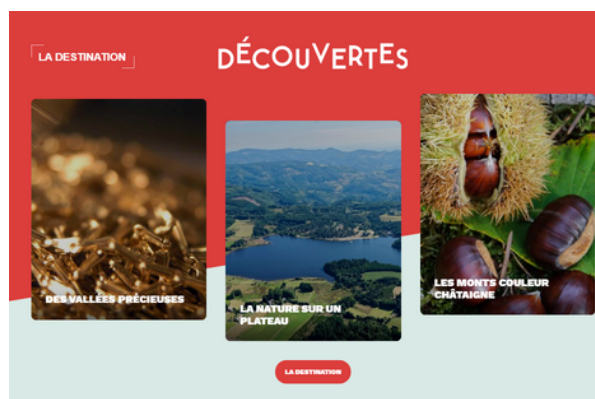 LA DESTINATION
DÉCOUVERTES
DES VALLÉES PRÉCIEUSES
LA NATURE SUR UN
PLATEAU
LES MONTS COULEUR
CHÂTAIGNE
LA DESTINATION